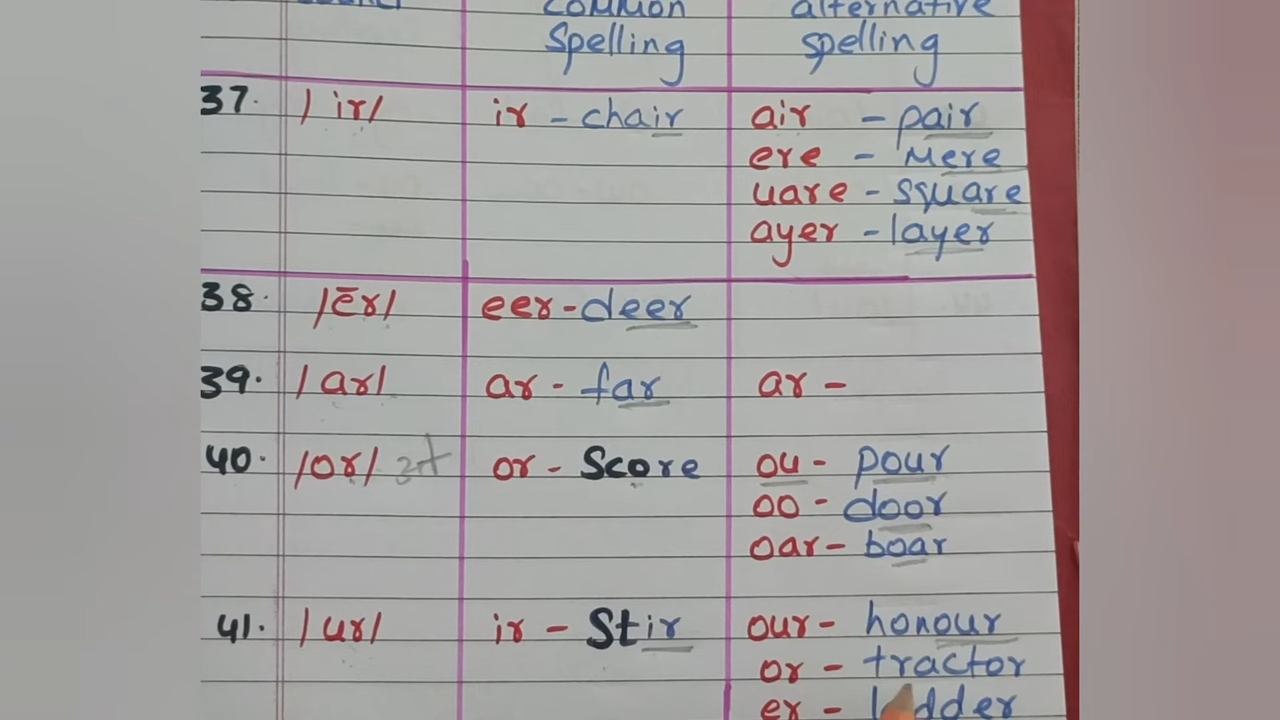 common alternative
Spelling spelling
37. /ir/ ir - chair air - pair
ere - Mere
uare - square
ayer - layer
38. /Ēr/ eer - deer
39. /ar/ ar - far ar -
40. /or/ or - Score ou - pour
oo - door
oar - boar
41. /ur/ ir - Stir our - honour
or - tractor
er - ladder